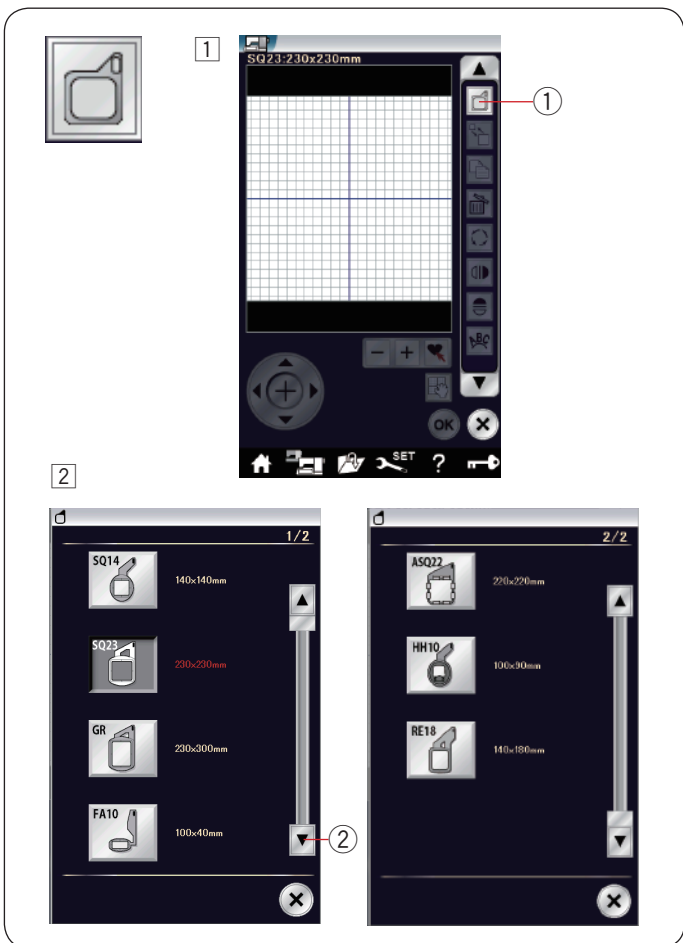 1
SQ23:230x230mm
1
ABC
OK
SET
?
2
1/2
SQ14
140x140mm
SQ23
230x230mm
GR
230x300mm
FA10
100x40mm
2
2/2
ASQ22
220x220mm
HH10
100x90mm
RE18
140x180mm